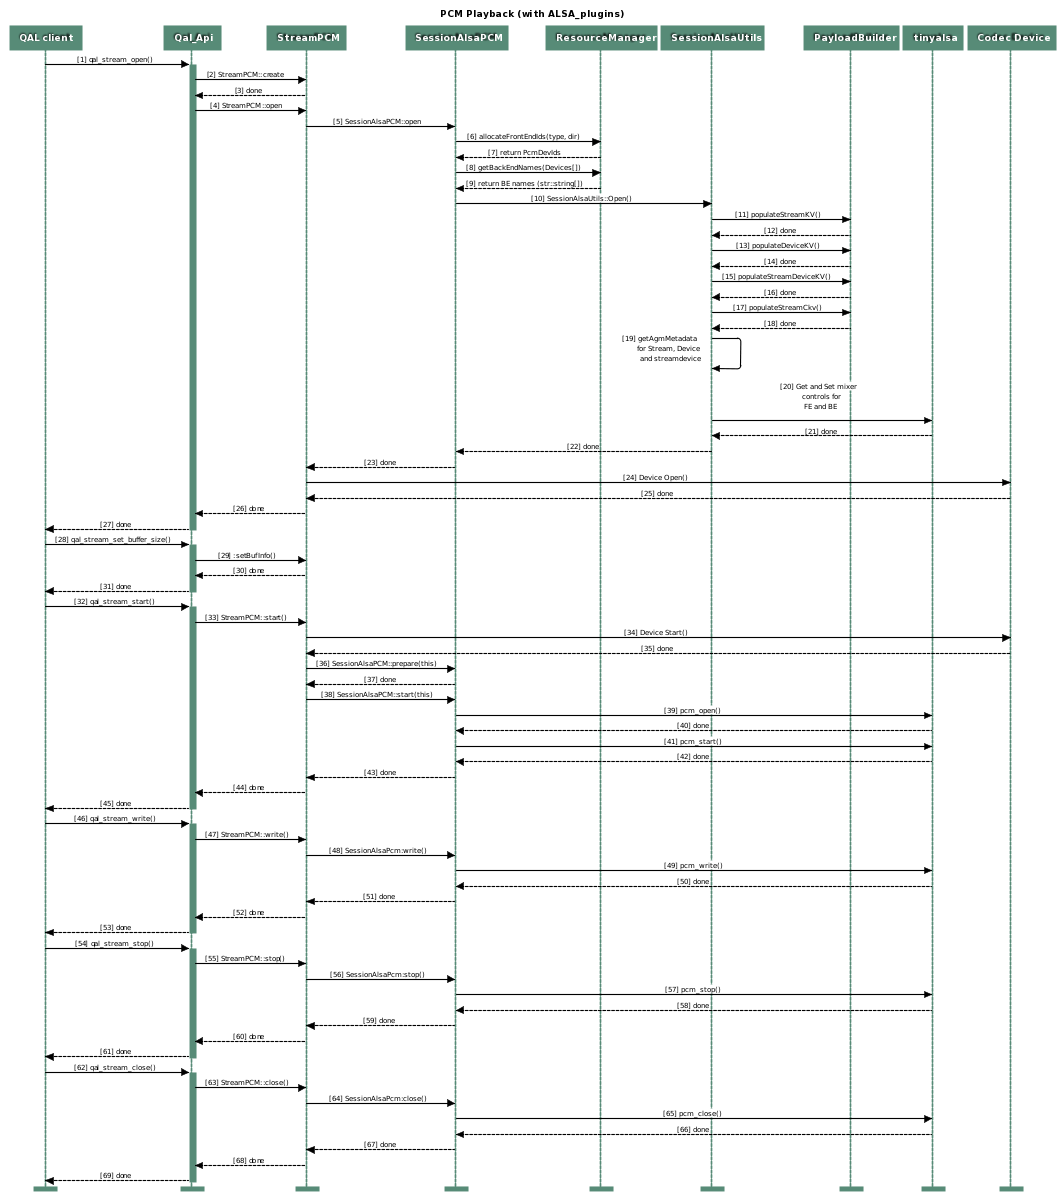 PCM Playback (with ALSA_plugins)
QAL client
Qal_Api
StreamPCM
SessionAlsaPCM
ResourceManager
SessionAlsaUtils
PayloadBuilder
tinyalsa
Codec Device
[1] qal_stream_open()
[2] StreamPCM::create
[3] done
[4] StreamPCM::open
[5] SessionAlsaPCM::open
[6] allocateFrontEndIds(type, dir)
[7] return PcmDevIds
[8] getBackEndNames(Devices[])
[9] return BE names (str::string[])
[10] SessionAlsaUtils::Open()
[11] populateStreamKV()
[12] done
[13] populateDeviceKV()
[14] done
[15] populateStreamDeviceKV()
[16] done
[17] populateStreamCkv()
[18] done
[19] getAgmMetadata
for Stream, Device
and streamdevice
[20] Get and Set mixer
controls for
FE and BE
[21] done
[22] done
[23] done
[24] Device Open()
[25] done
[26] done
[27] done
[28] qal_stream_set_buffer_size()
[29] :setBufInfo()
[30] done
[31] done
[32] qal_stream_start()
[33] StreamPCM::start()
[34] Device Start()
[35] done
[36] SessionAlsaPCM::prepare(this)
[37] done
[38] SessionAlsaPCM::start(this)
[39] pcm_open()
[40] done
[41] pcm_start()
[42] done
[43] done
[44] done
[45] done
[46] qal_stream_write()
[47] StreamPCM::write()
[48] SessionAlsaPcm:write()
[49] pcm_write()
[50] done
[51] done
[52] done
[53] done
[54] qal_stream_stop()
[55] StreamPCM::stop()
[56] SessionAlsaPcm:stop()
[57] pcm_stop()
[58] done
[59] done
[60] done
[61] done
[62] qal_stream_close()
[63] StreamPCM::close()
[64] SessionAlsaPcm:close()
[65] pcm_close()
[66] done
[67] done
[68] done
[69] done